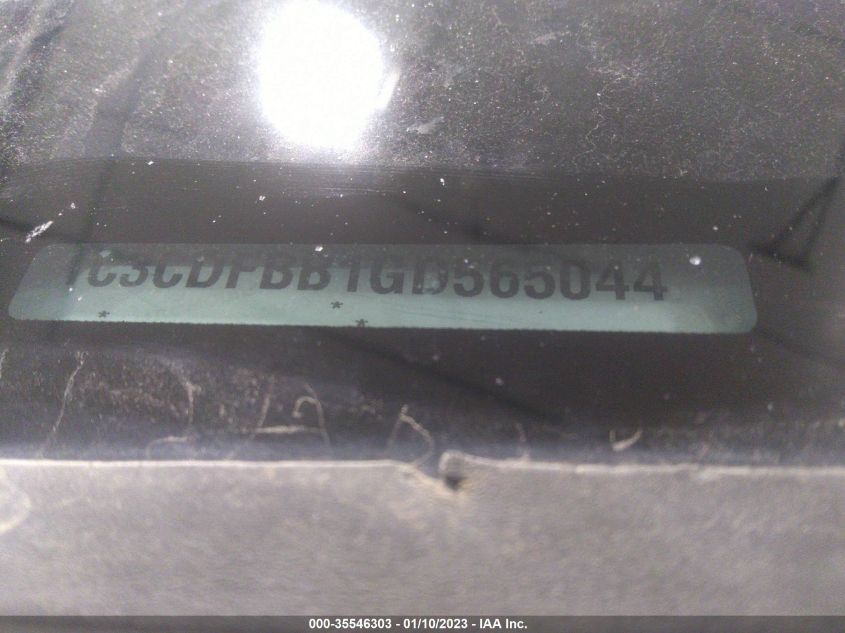 1C3CDFBB1GD565044
000-35546303 - 01/10/2023 - IAA Inc.